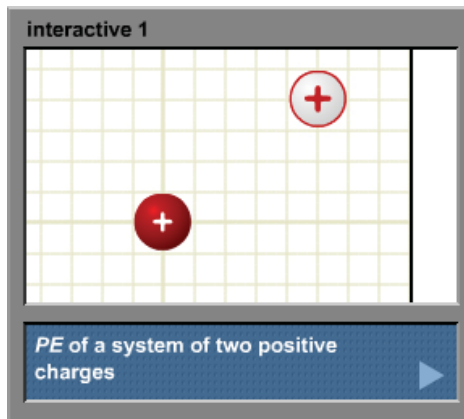 interactive 1
+
+
PE of a system of two positive
charges